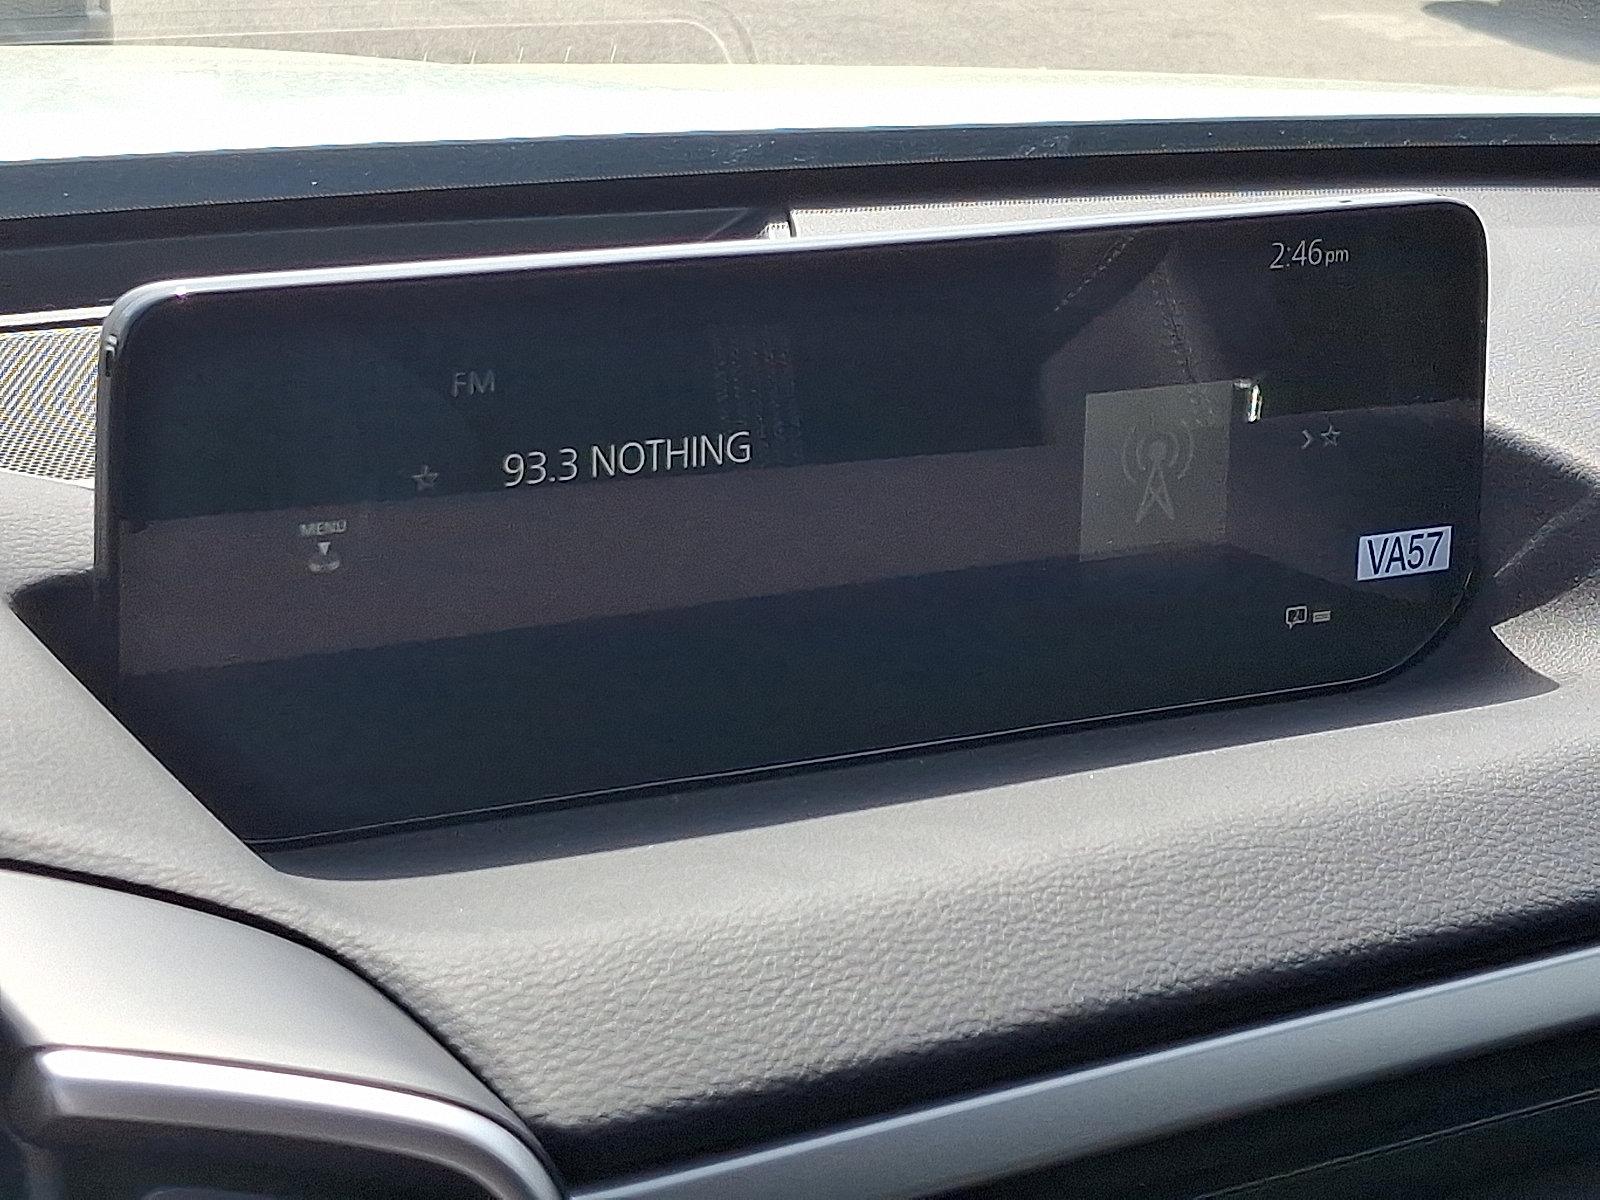 2:46pm
FM
93.3 NOTHING
MENU
VA57